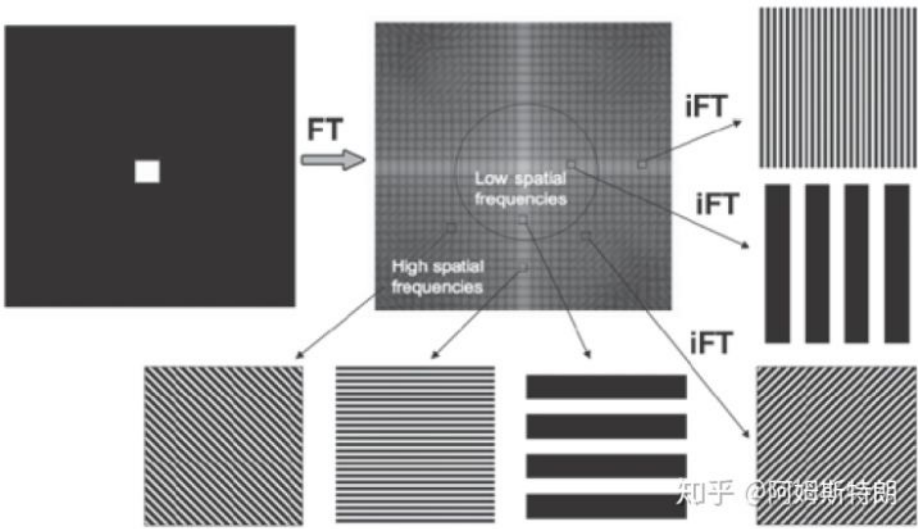 FT
iFT
Low spatial
frequencies
iFT
High spatial
frequencies
iFT
知乎 @阿姆斯特朗